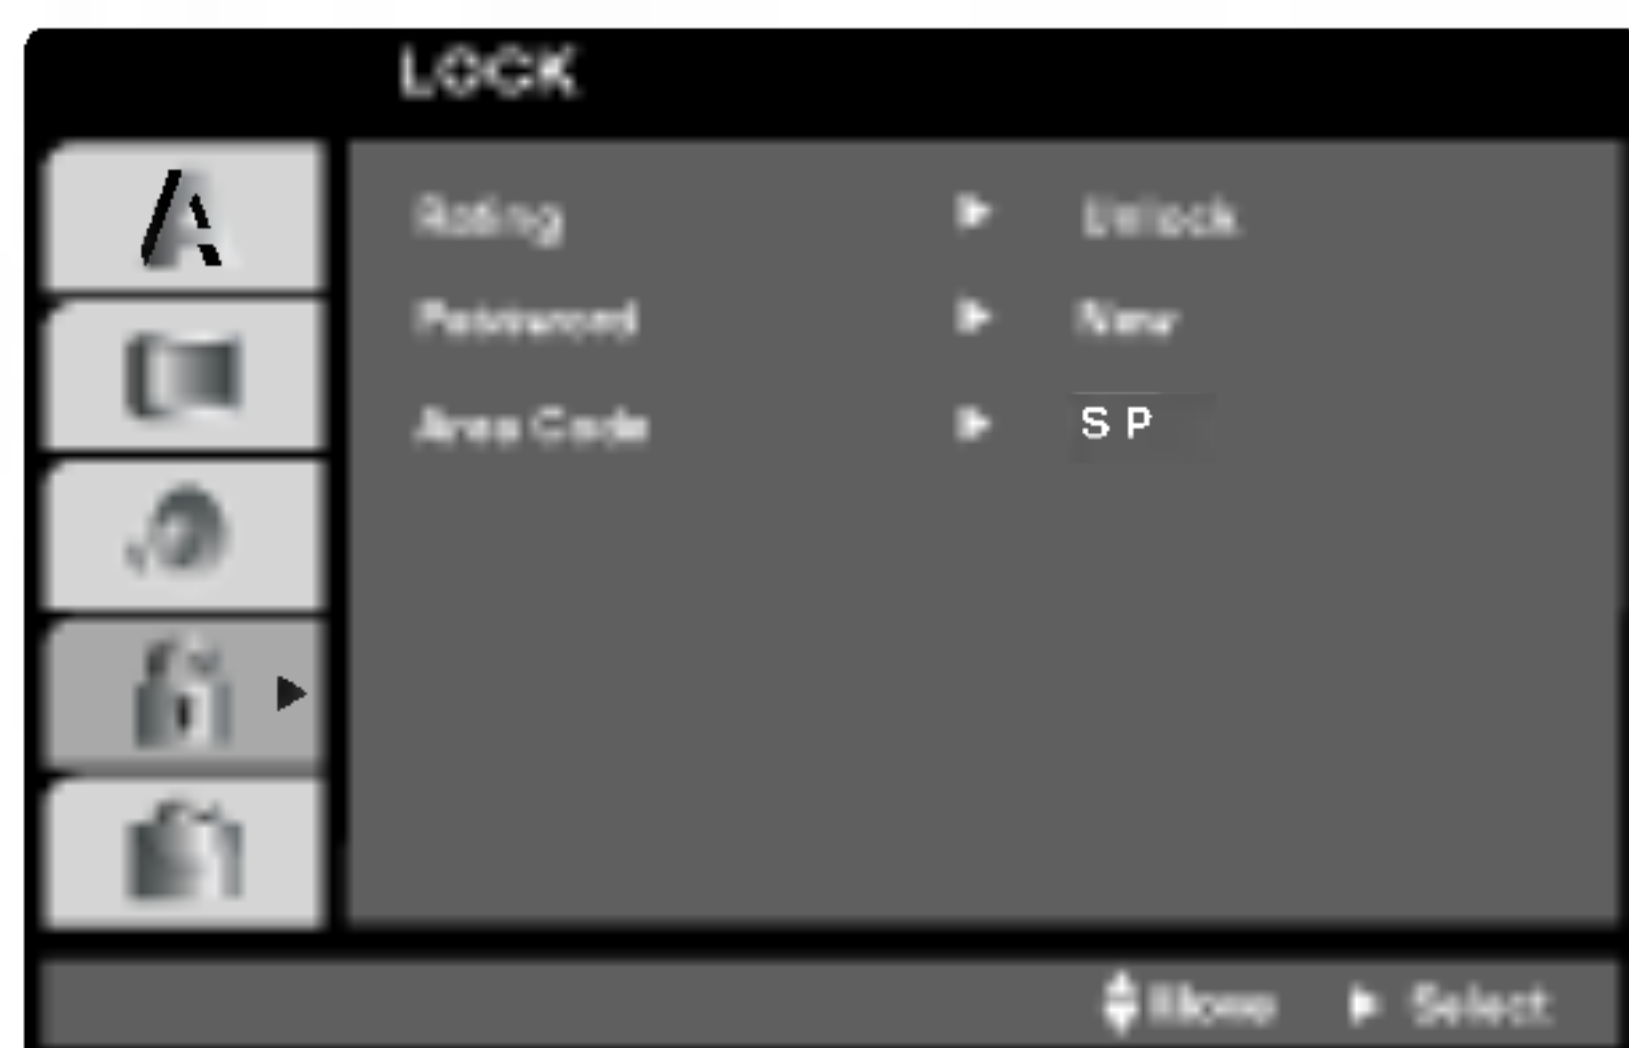 LOCK
A
Rating ► Unlock
Password ► New
Area Code ► S P
Move ► Select